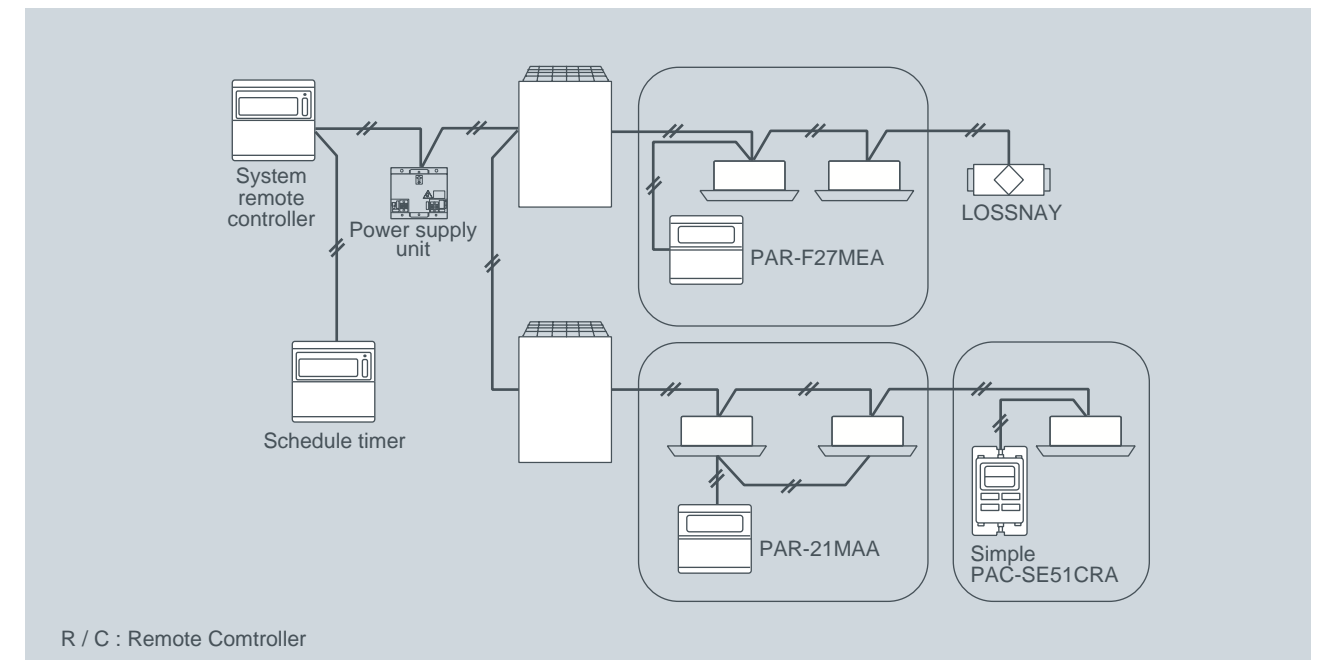 System
remote
controller
Power supply
unit
LOSSNAY
PAR-F27MEA
Schedule timer
PAR-21MAA
Simple
PAC-SE51CRA
R / C : Remote Comtroller